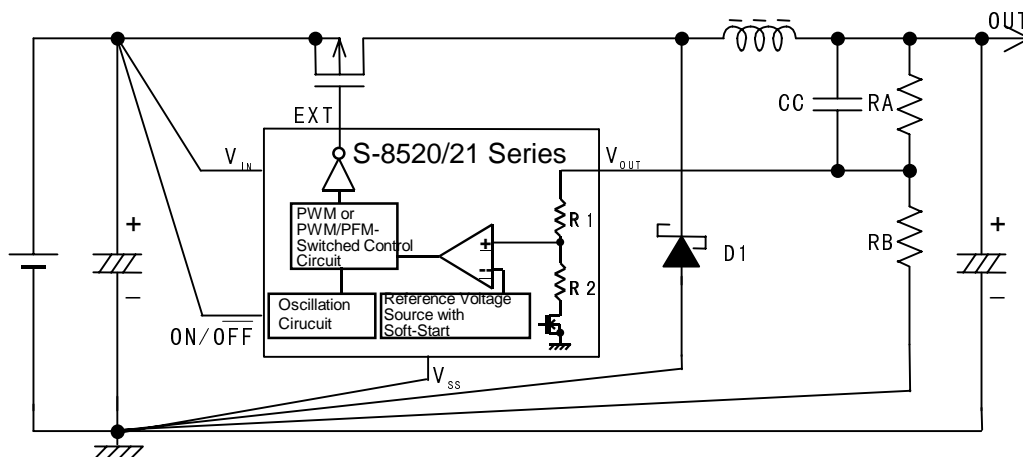 OUT
CC
RA
EXT
S-8520/21 Series
VIN
VOUT
PWM or
PWM/PFM-
Switched Control
Circuit
R1
+
-
+
-
R2
RB
D1
+
-
Oscillation
Cirucuit
Reference Voltage
Source with
Soft-Start
ON/OFF
VSS